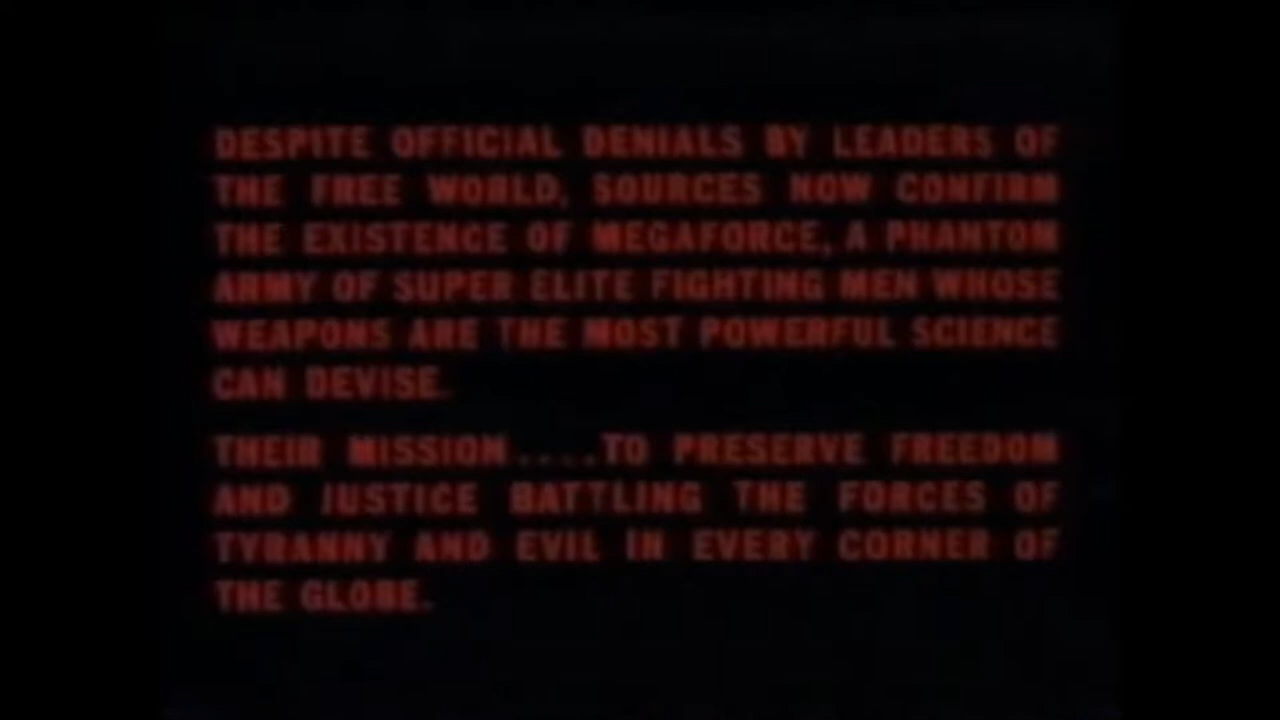 DESPITE OFFICIAL DENIALS BY LEADERS OF
THE FREE WORLD, SOURCES NOW CONFIRM
THE EXISTENCE OF MEGAFORCE, A PHANTOM
ARMY OF SUPER ELITE FIGHTING MEN WHOSE
WEAPONS ARE THE MOST POWERFUL SCIENCE
CAN DEVISE.
THEIR MISSION....TO PRESERVE FREEDOM
AND JUSTICE BATTLING THE FORCES OF
TYRANNY AND EVIL IN EVERY CORNER OF
THE GLOBE.